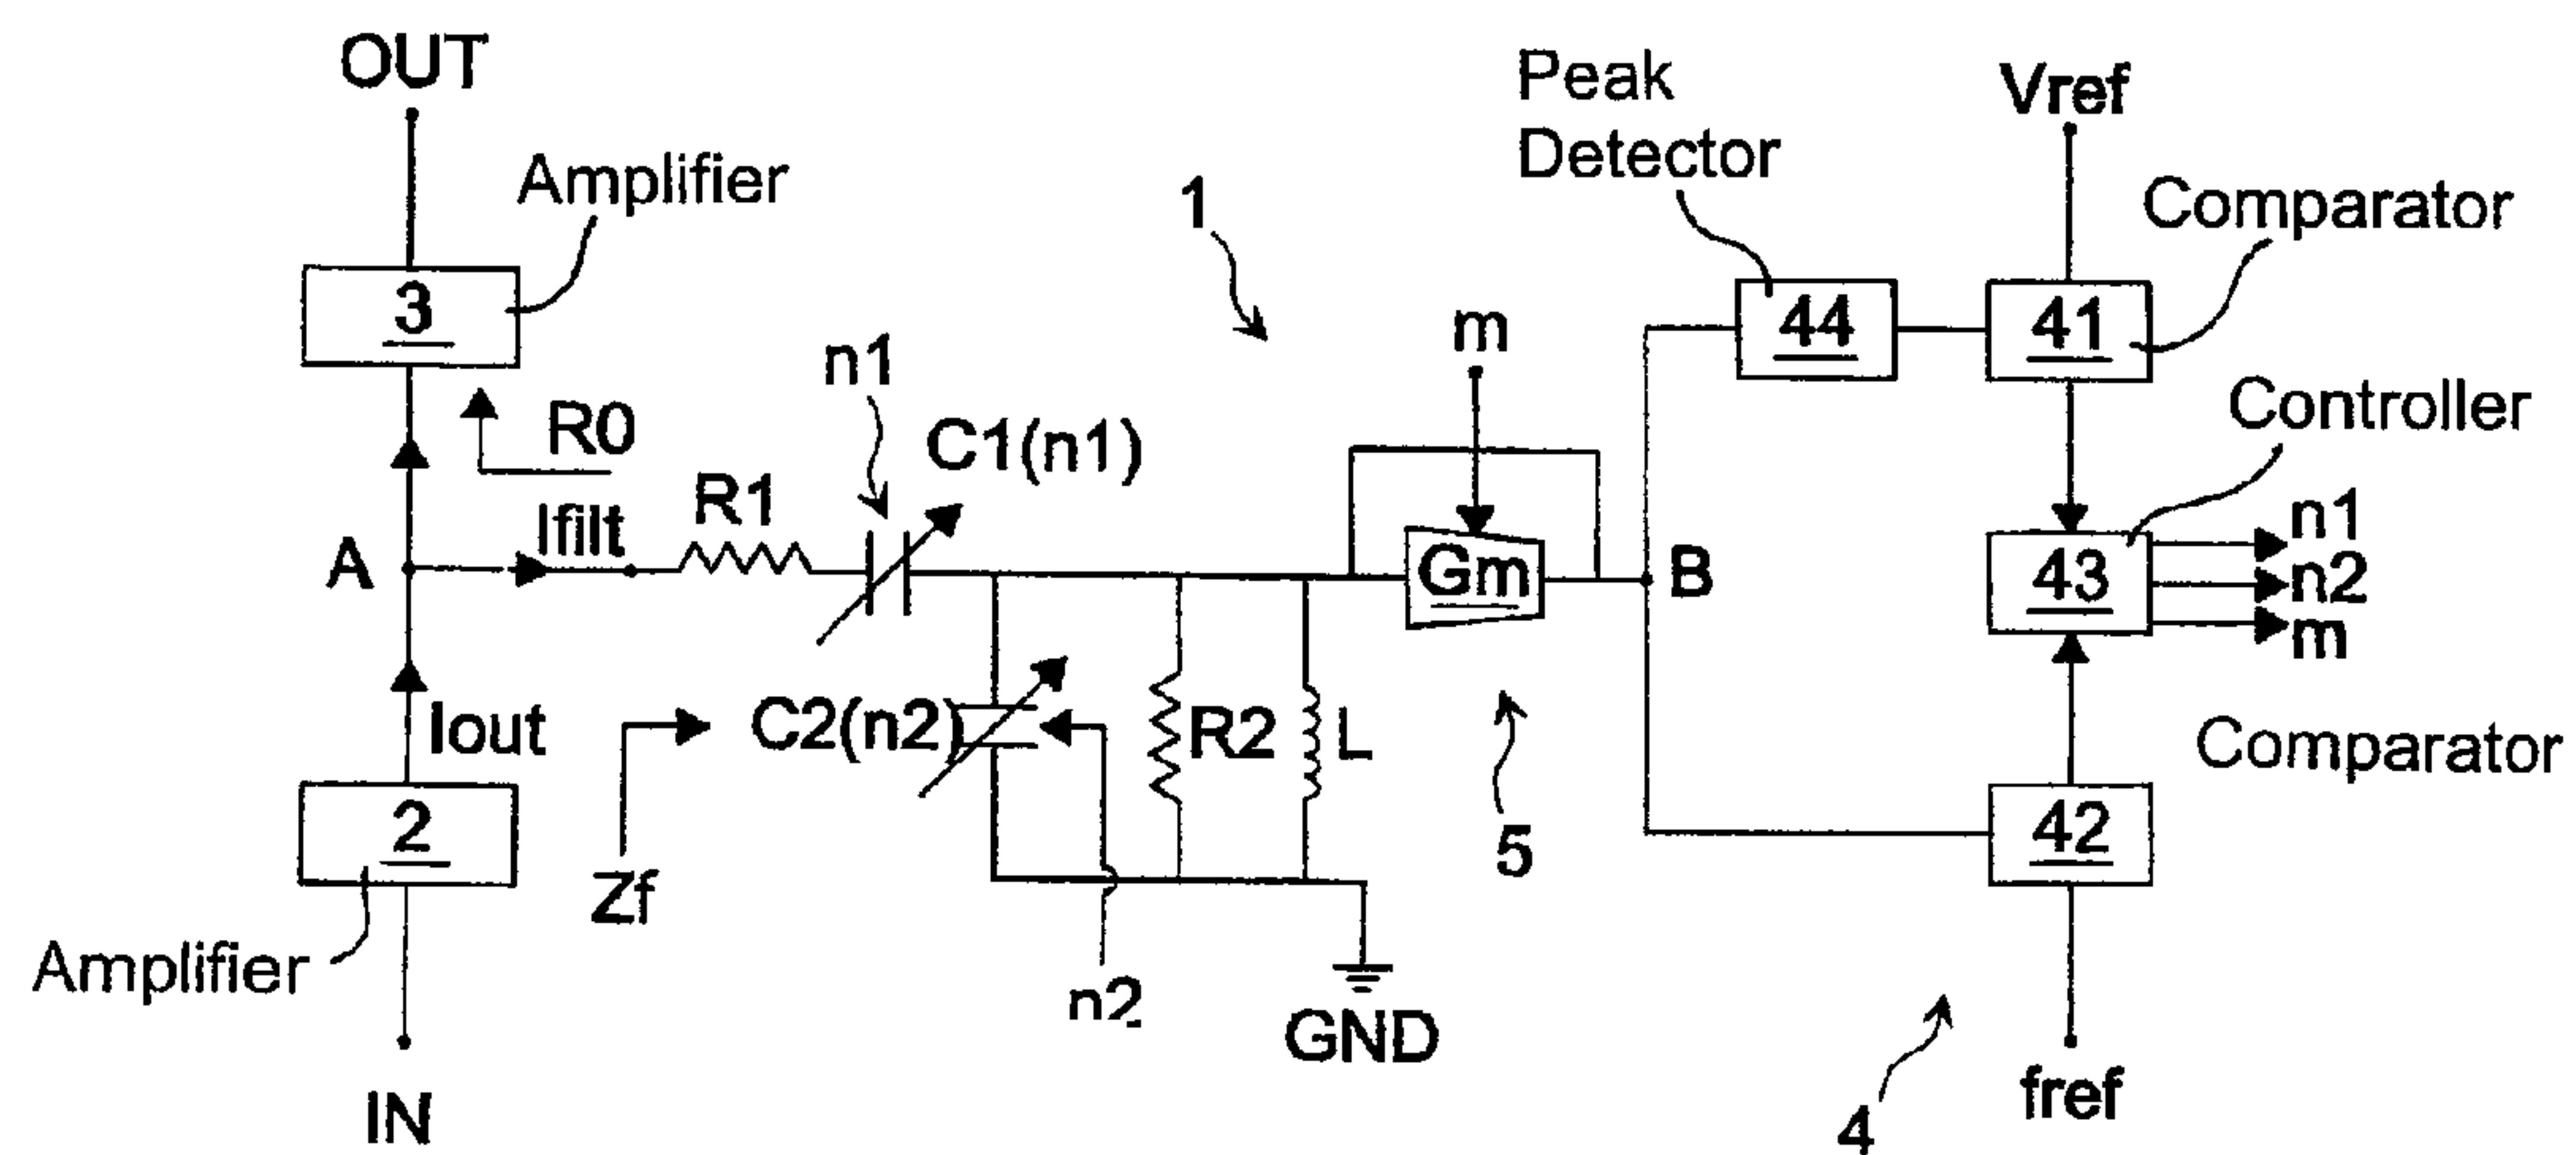 OUT
Amplifier
3
R0
A
Ifilt
R1
n1
C1(n1)
1
m
Gm
B
Peak
Detector
44
Vref
Comparator
41
Controller
43
n1
n2
m
Iout
2
Amplifier
IN
Zf
C2(n2)
R2
L
n2
GND
5
Comparator
42
fref
4